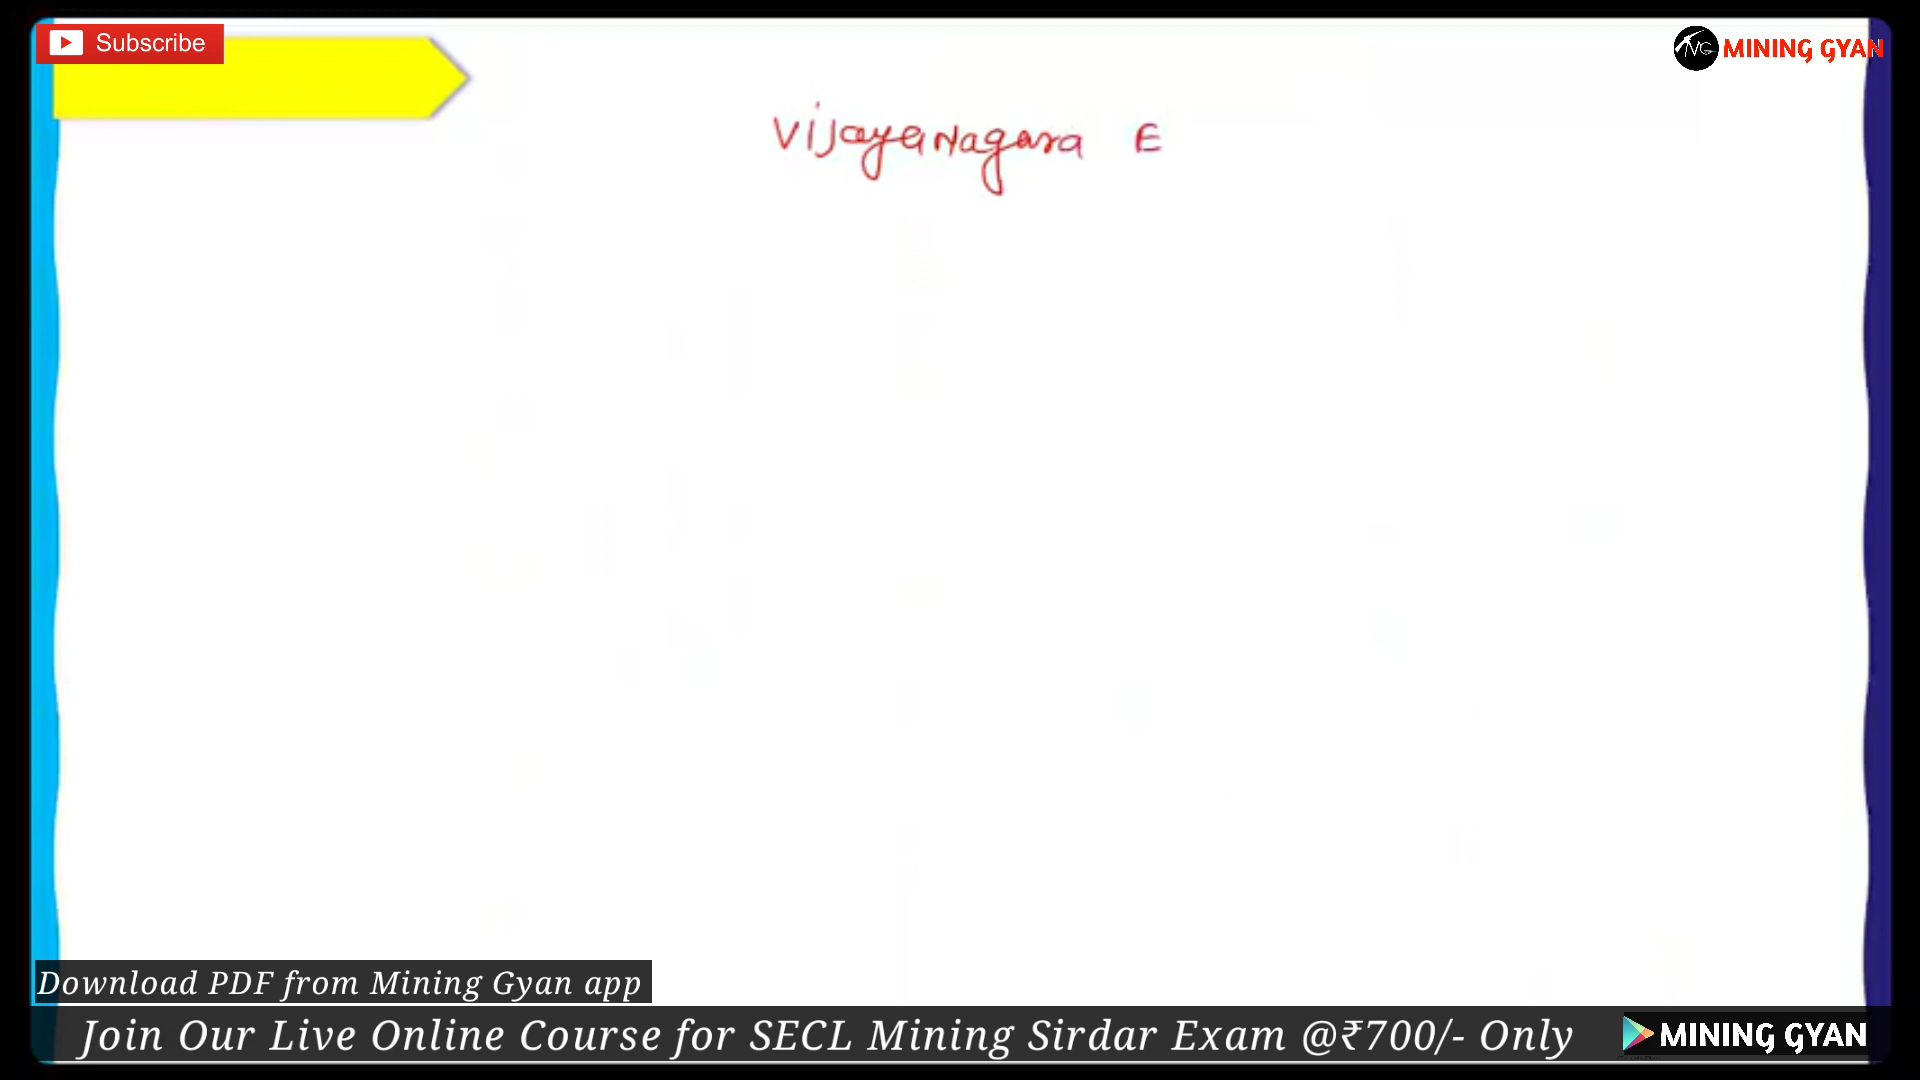 Subscribe
MINING GYAN
Vijayanagara E
Download PDF from Mining Gyan app
Join Our Live Online Course for SECL Mining Sirdar Exam @₹700/- Only
MINING GYAN